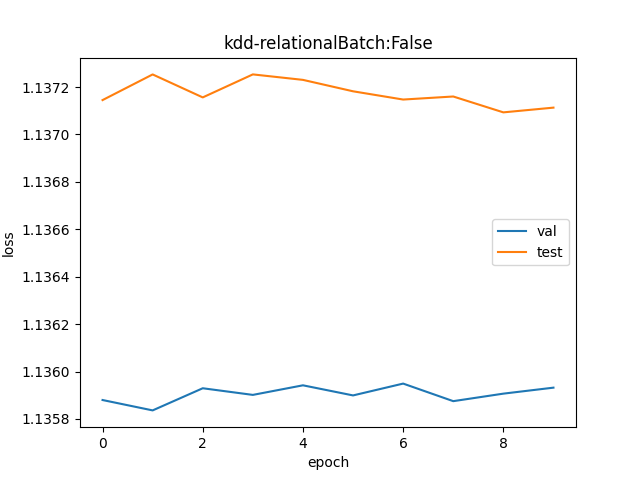 kdd-relationalBatch:False
1.1372
1.1370
1.1368
1.1366
1.1364
1.1362
1.1360
1.1358
loss
val
test
0 2 4 6 8
epoch